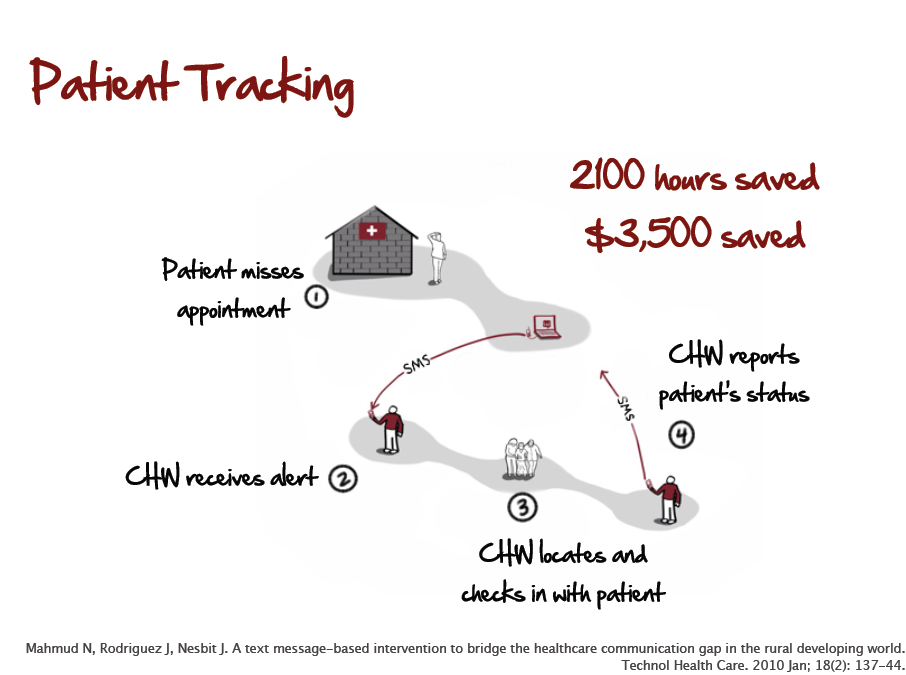 Patient Tracking
2100 hours saved
$3,500 saved
Patient misses
appointment
1
SMS
CHW receives alert
2
3
CHW locates and
checks in with patient
CHW reports
patient's status
4
SMS
Mahmud N, Rodriguez J, Nesbit J. A text message-based intervention to bridge the healthcare communication gap in the rural developing world.
Technol Health Care. 2010 Jan; 18(2): 137-44.